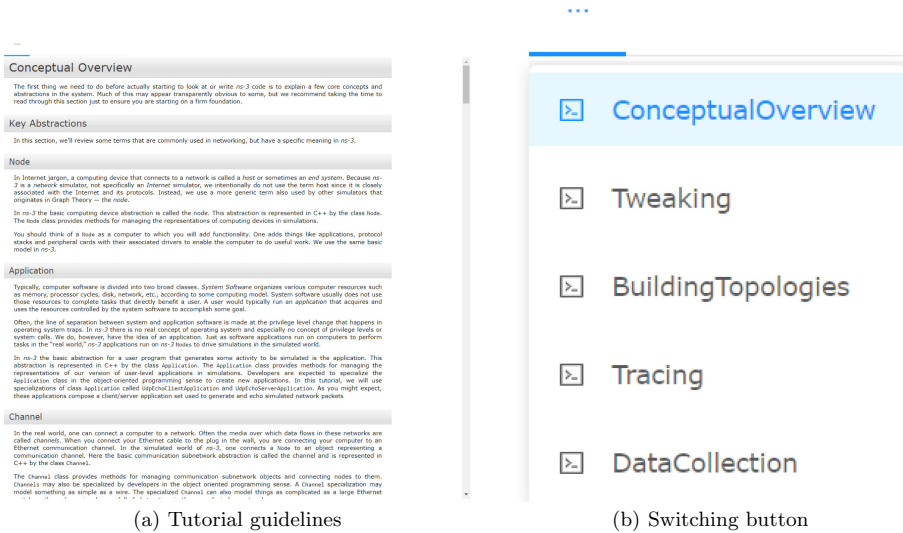 ...
Conceptual Overview
The first thing we need to do before actually starting to look at or write ns-3 code is to explain a few core concepts and
abstractions in the system. Much of this may appear transparently obvious to some, but we recommend taking the time to
read through this section just to ensure you are starting on a firm foundation.
Key Abstractions
In this section, we'll review some terms that are commonly used in networking, but have a specific meaning in ns-3.
Node
In Internet jargon, a computing device that connects to a network is called a host or sometimes an end system. Because ns-
3 is a network simulator, not specifically an Internet simulator, we intentionally do not use the term host since it is closely
associated with the Internet and its protocols. Instead, we use a more generic term also used by other simulators that
originates in Graph Theory — the node.
In ns-3 the basic computing device abstraction is called the node. This abstraction is represented in C++ by the class Node.
The Node class provides methods for managing the representations of computing devices in simulations.
You should think of a Node as a computer to which you will add functionality. One adds things like applications, protocol
stacks and peripheral cards with their associated drivers to enable the computer to do useful work. We use the same basic
model in ns-3.
Application
Typically, computer software is divided into two broad classes. System Software organizes various computer resources such
as memory, processor cycles, disk, network, etc., according to some computing model. System software usually does not use
those resources to complete tasks that directly benefit a user. A user would typically run an application that acquires and
uses the resources controlled by the system software to accomplish some goal.
Often, the line of separation between system and application software is made at the privilege level change that happens in
operating system traps. In ns-3 there is no real concept of operating system and especially no concept of privilege levels or
system calls. We do, however, have the idea of an application. Just as software applications run on computers to perform
tasks in the "real world," ns-3 applications run on ns-3 Nodes to drive simulations in the simulated world.
In ns-3 the basic abstraction for a user program that generates some activity to be simulated is the application. This
abstraction is represented in C++ by the class Application. The Application class provides methods for managing the
representations of our version of user-level applications in simulations. Developers are expected to specialize the
Application class in the object-oriented programming sense to create new applications. In this tutorial, we will use
specializations of class Application called UdpEchoClientApplication and UdpEchoServerApplication. As you might expect,
these applications compose a client/server application set used to generate and echo simulated network packets
Channel
In the real world, one can connect a computer to a network. Often the media over which data flows in these networks are
called channels. When you connect your Ethernet cable to the plug in the wall, you are connecting your computer to an
Ethernet communication channel. In the simulated world of ns-3, one connects a Node to an object representing a
communication channel. Here the basic communication subnetwork abstraction is called the channel and is represented in
C++ by the class Channel.
The Channel class provides methods for managing communication subnetwork objects and connecting nodes to them.
Channels may also be specialized by developers in the object oriented programming sense. A Channel specialization may
model something as simple as a wire. The specialized Channel can also model things as complicated as a large Ethernet
(a) Tutorial guidelines
...
ConceptualOverview
Tweaking
BuildingTopologies
Tracing
DataCollection
(b) Switching button